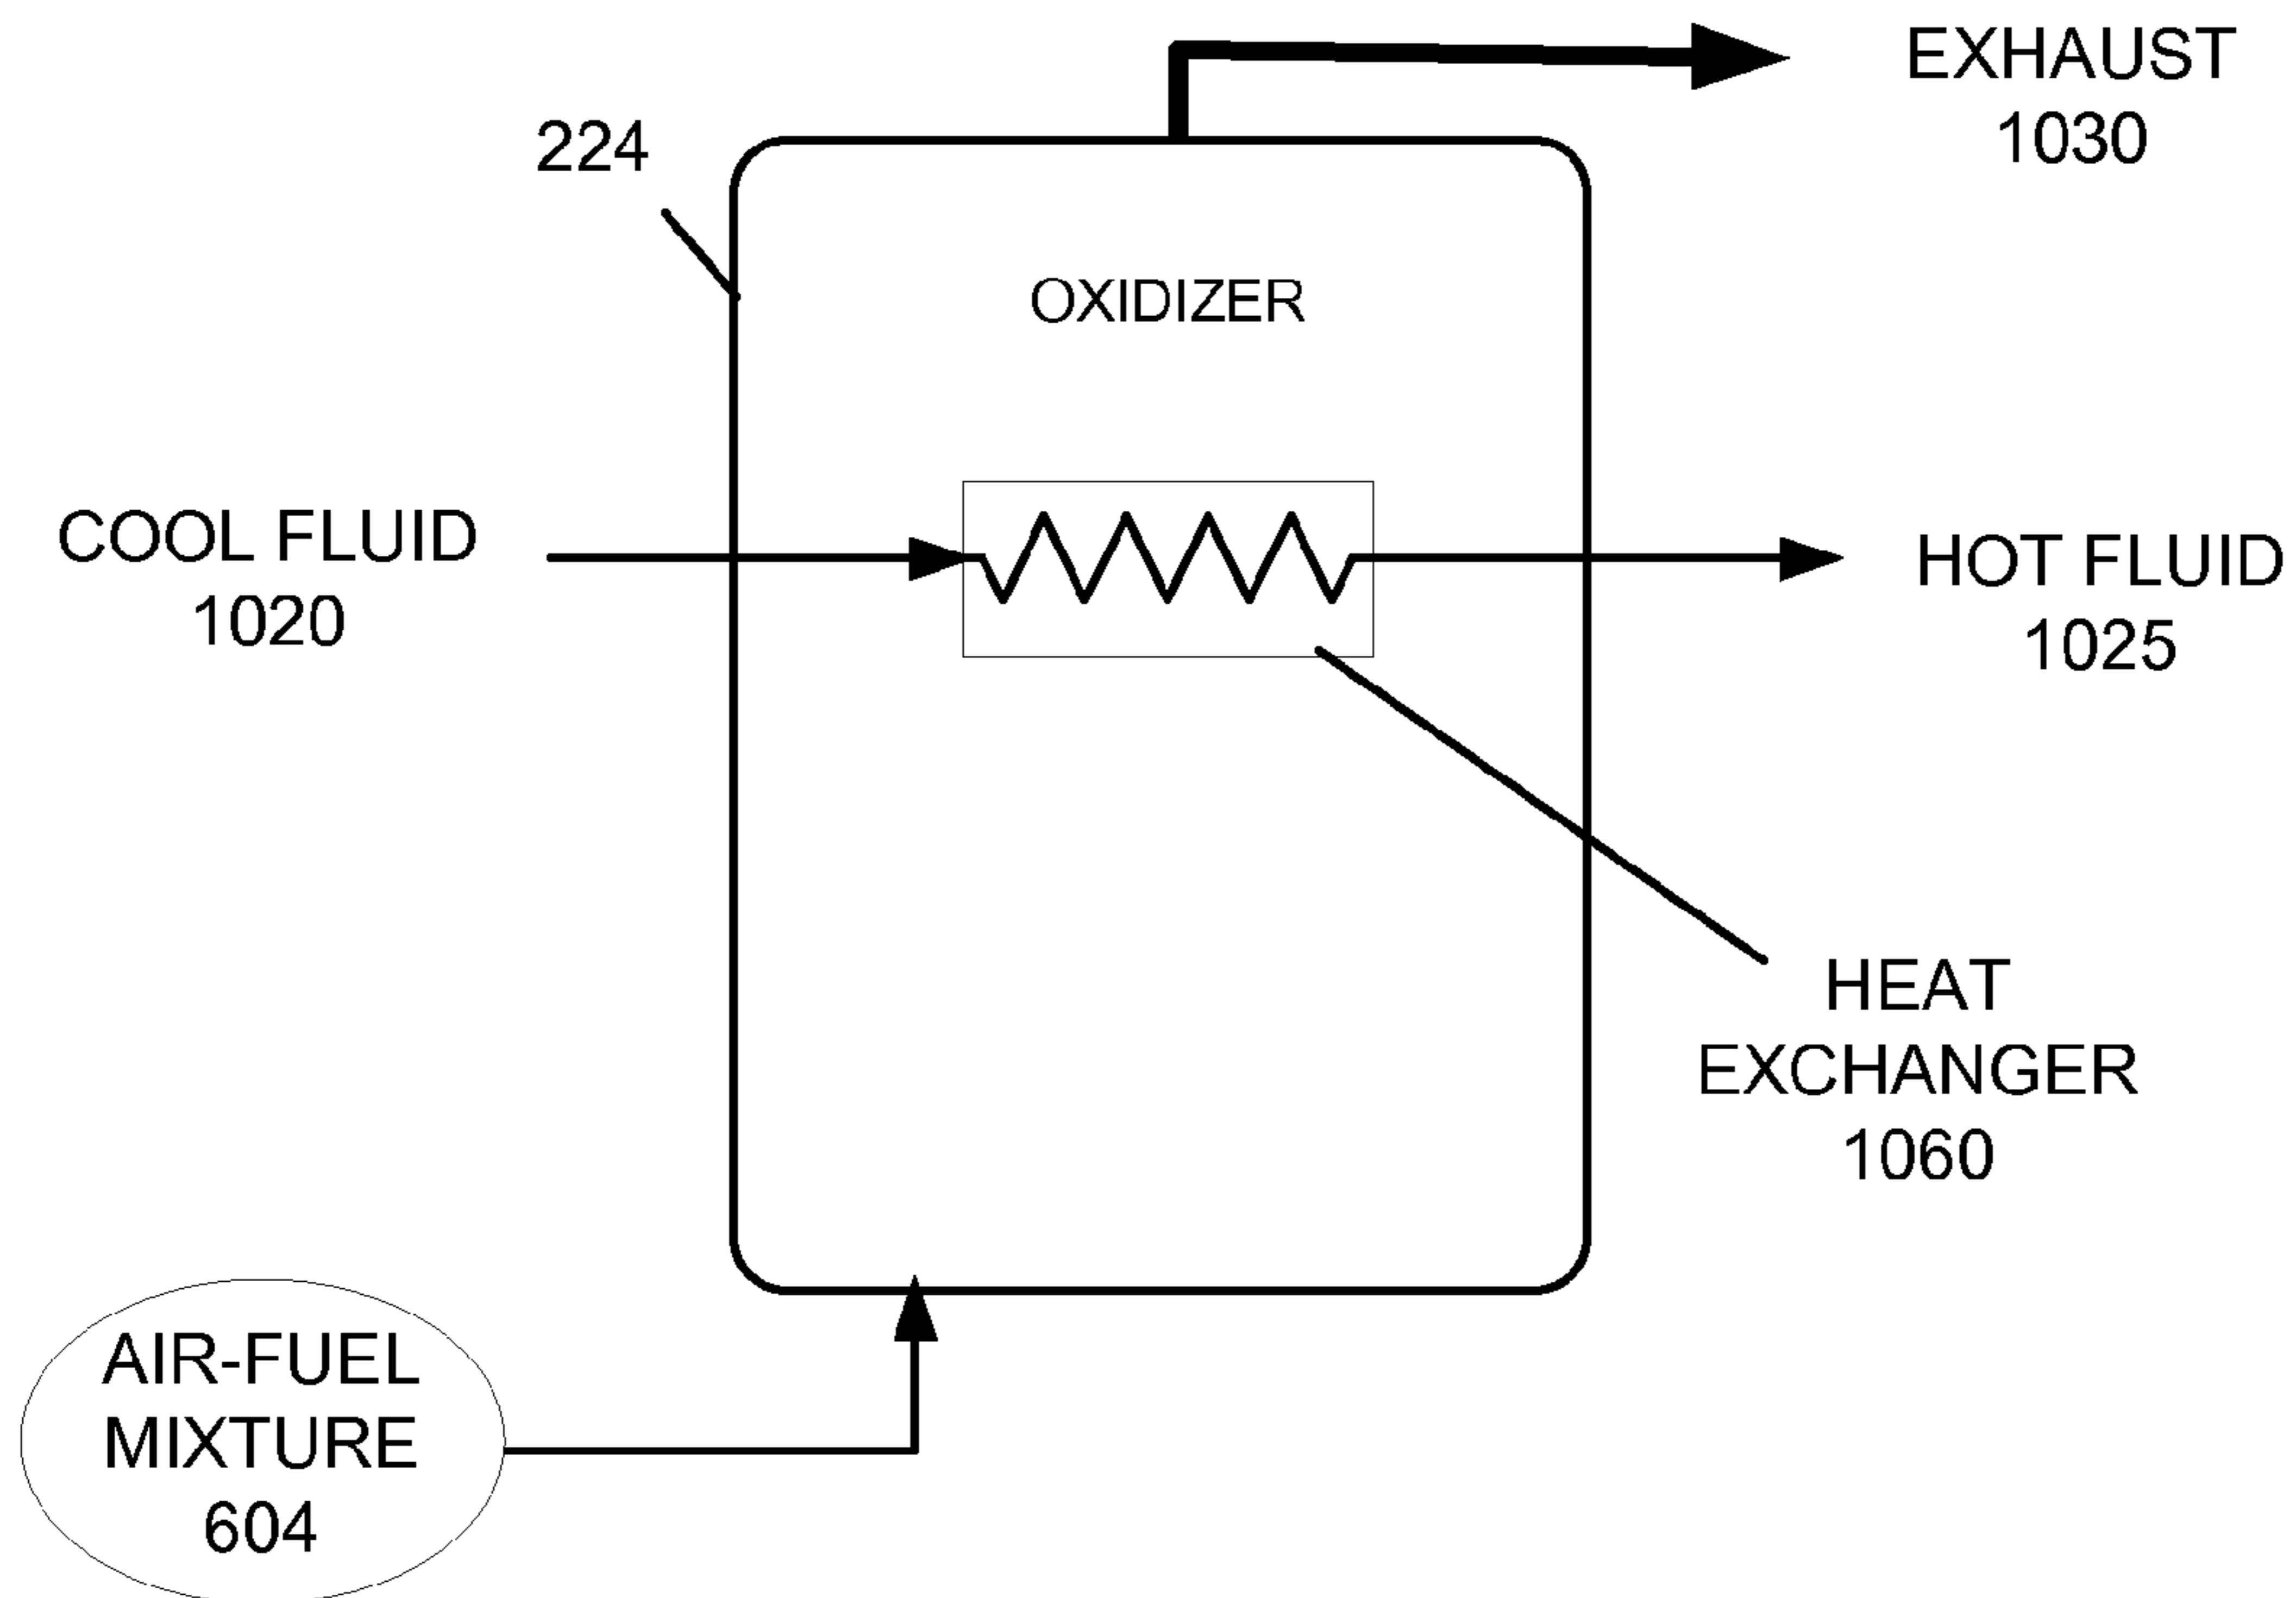 EXHAUST
1030
224
OXIDIZER
COOL FLUID
1020
HOT FLUID
1025
HEAT
EXCHANGER
1060
AIR-FUEL
MIXTURE
604